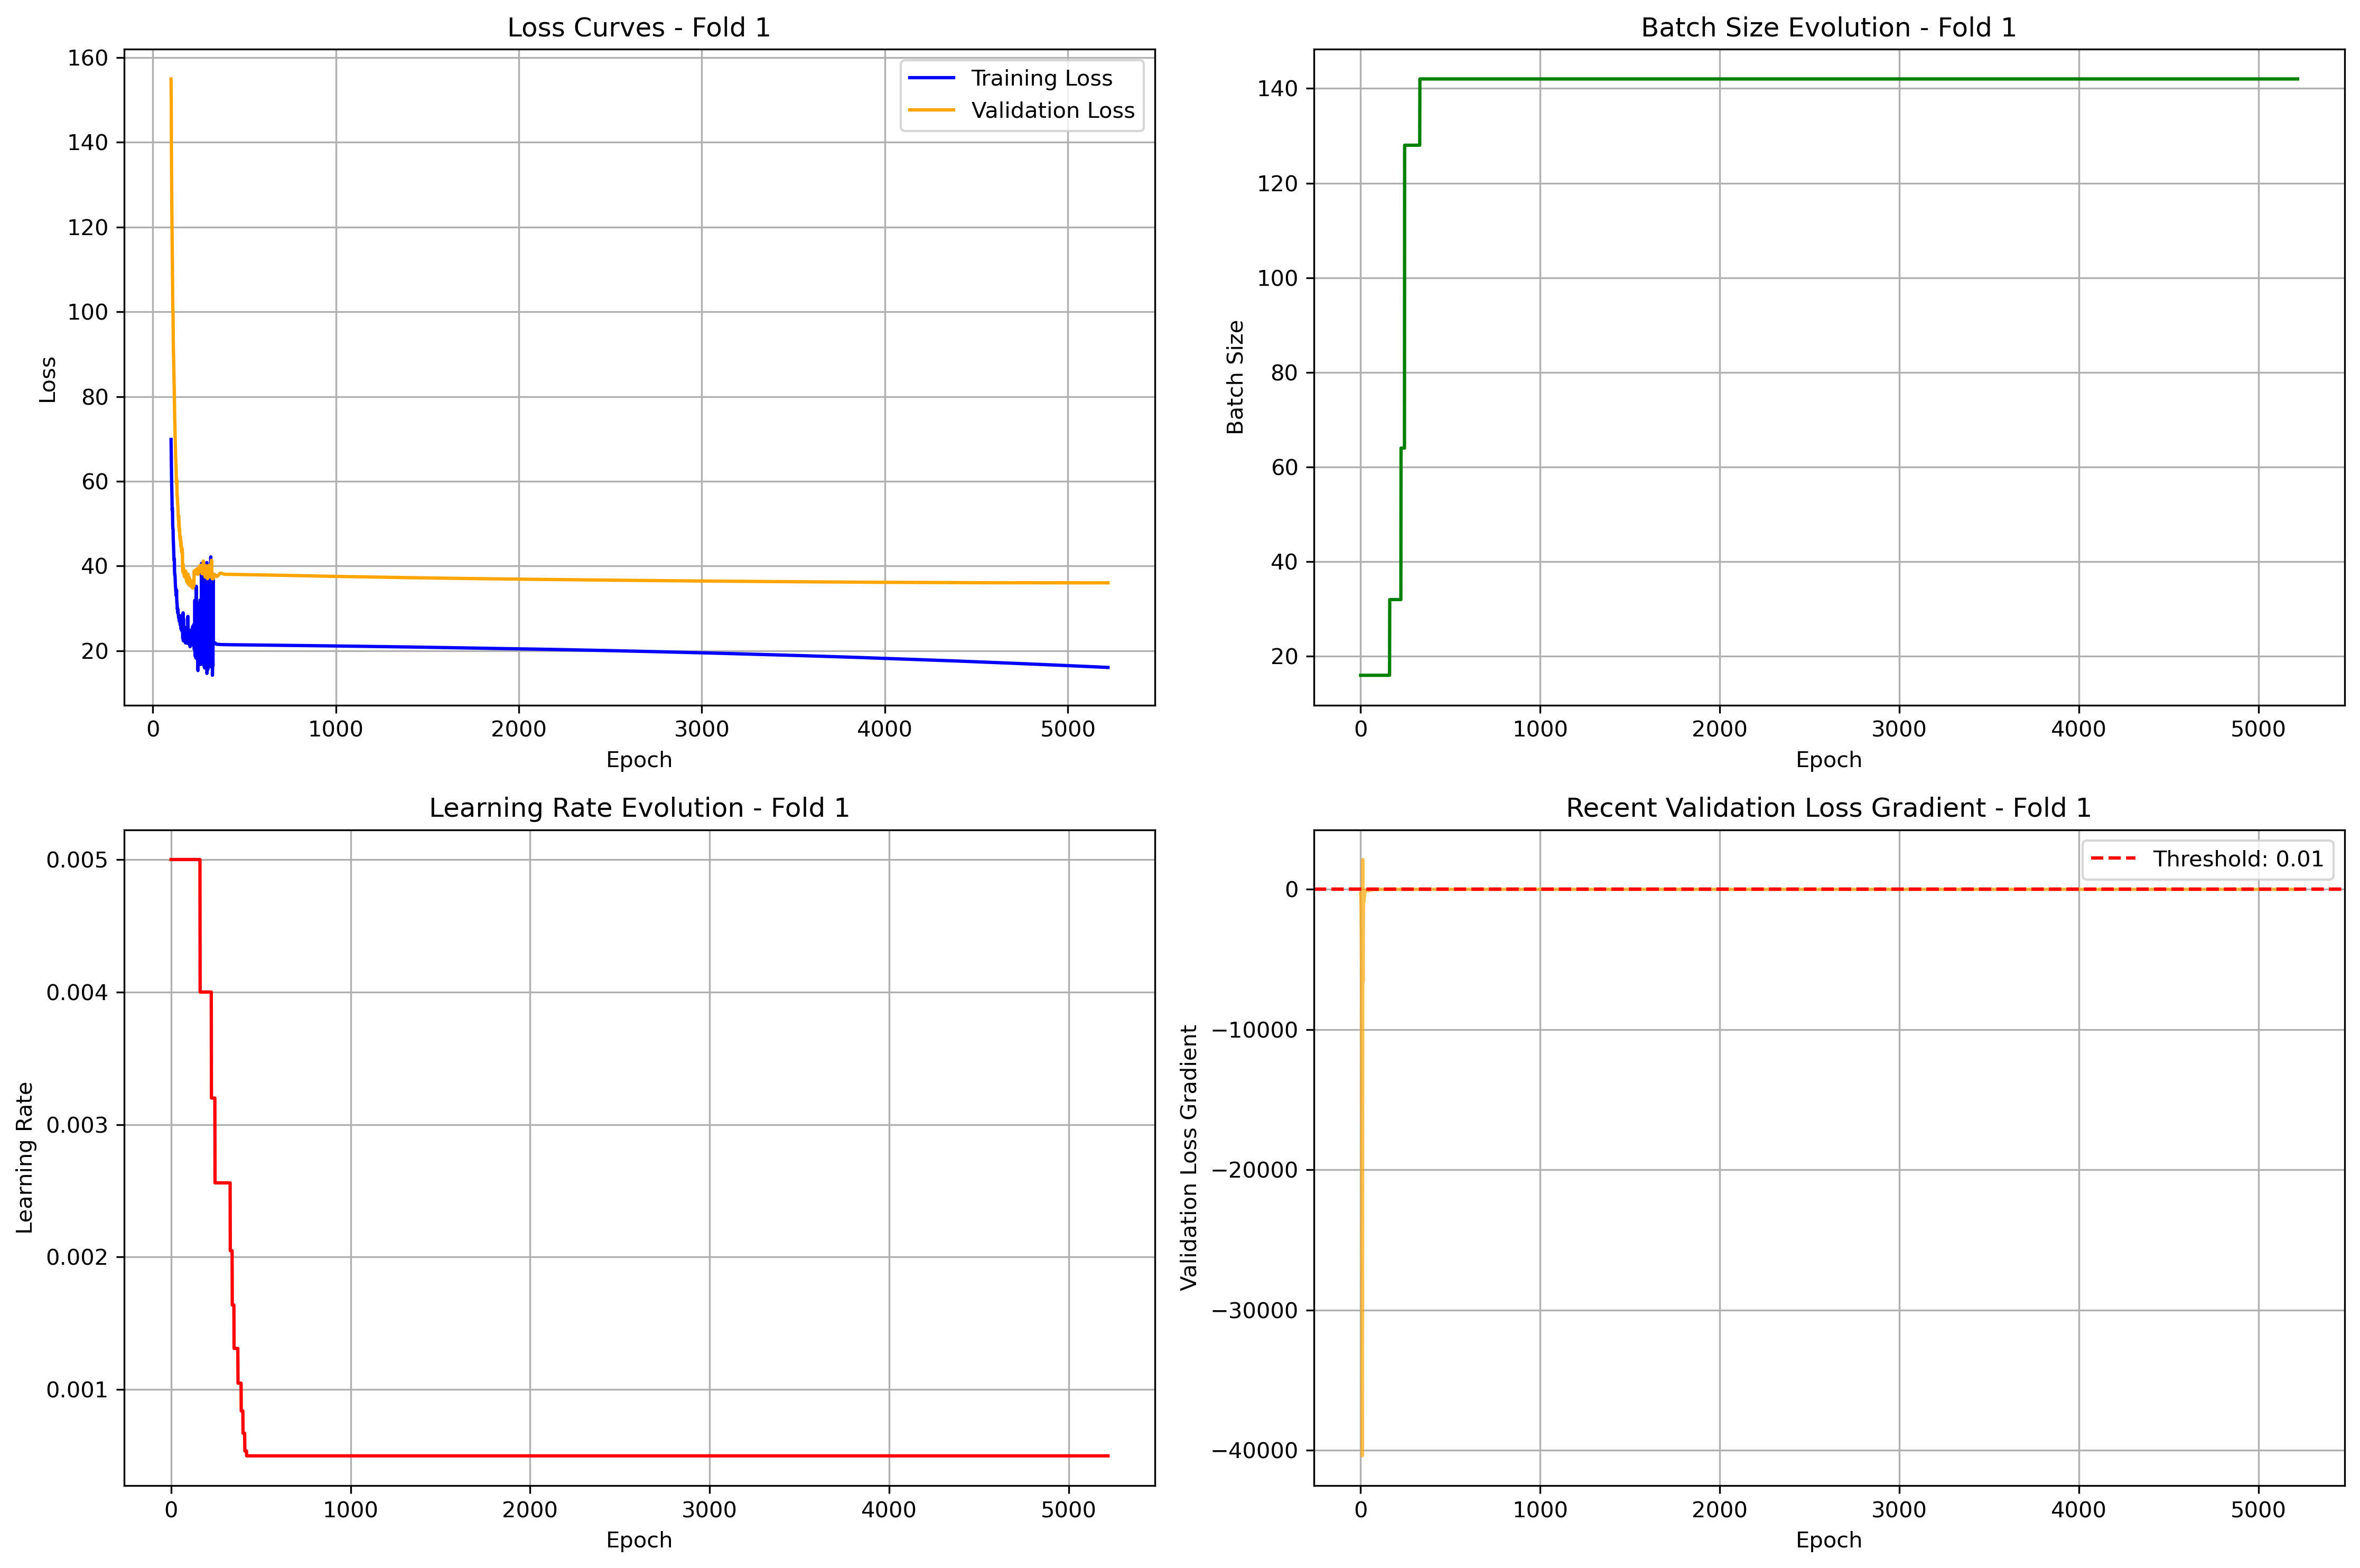 Loss Curves - Fold 1
160
140
120
100
80
60
40
20
Loss
Training Loss
Validation Loss
0 1000 2000 3000 4000 5000
Epoch
Batch Size Evolution - Fold 1
140
120
100
80
60
40
20
Batch Size
0 1000 2000 3000 4000 5000
Epoch
Learning Rate Evolution - Fold 1
0.005
0.004
0.003
0.002
0.001
Learning Rate
0 1000 2000 3000 4000 5000
Epoch
Recent Validation Loss Gradient - Fold 1
Threshold: 0.01
0
−10000
−20000
−30000
−40000
Validation Loss Gradient
0 1000 2000 3000 4000 5000
Epoch